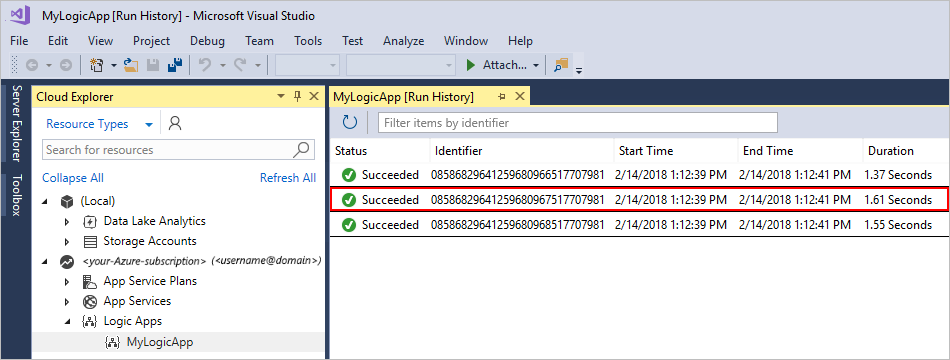 MyLogicApp [Run History] - Microsoft Visual Studio
File Edit View Project Debug Team Tools Test Analyze Window Help
Attach...
Server Explorer
Toolbox
Cloud Explorer
Resource Types
Search for resources
Collapse All Refresh All
(Local)
Data Lake Analytics
Storage Accounts
<your-Azure-subscription> (<username@domain>)
App Service Plans
App Services
Logic Apps
MyLogicApp
MyLogicApp [Run History]
Filter items by identifier
Status Identifier Start Time End Time Duration
Succeeded 08586829641259680966517707981 2/14/2018 1:12:39 PM 2/14/2018 1:12:41 PM 1.37 Seconds
Succeeded 08586829641259680967517707981 2/14/2018 1:12:39 PM 2/14/2018 1:12:41 PM 1.61 Seconds
Succeeded 08586829641259680968517707981 2/14/2018 1:12:39 PM 2/14/2018 1:12:41 PM 1.55 Seconds